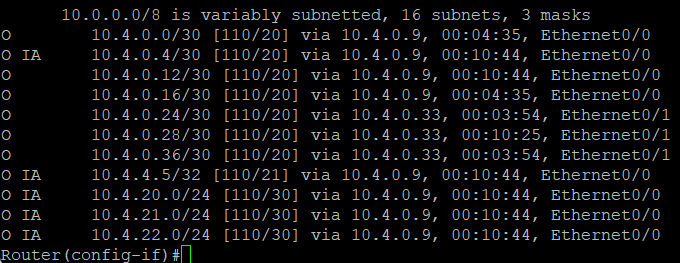 10.0.0.0/8 is variably subnetted, 16 subnets, 3 masks
O 10.4.0.0/30 [110/20] via 10.4.0.9, 00:04:35, Ethernet0/0
O IA 10.4.0.4/30 [110/20] via 10.4.0.9, 00:10:44, Ethernet0/0
O 10.4.0.12/30 [110/20] via 10.4.0.9, 00:10:44, Ethernet0/0
O 10.4.0.16/30 [110/20] via 10.4.0.9, 00:04:35, Ethernet0/0
O 10.4.0.24/30 [110/20] via 10.4.0.33, 00:03:54, Ethernet0/1
O 10.4.0.28/30 [110/20] via 10.4.0.33, 00:10:25, Ethernet0/1
O 10.4.0.36/30 [110/20] via 10.4.0.33, 00:03:54, Ethernet0/1
O IA 10.4.4.5/32 [110/21] via 10.4.0.9, 00:10:44, Ethernet0/0
O IA 10.4.20.0/24 [110/30] via 10.4.0.9, 00:10:44, Ethernet0/0
O IA 10.4.21.0/24 [110/30] via 10.4.0.9, 00:10:44, Ethernet0/0
O IA 10.4.22.0/24 [110/30] via 10.4.0.9, 00:10:44, Ethernet0/0
Router(config-if)#